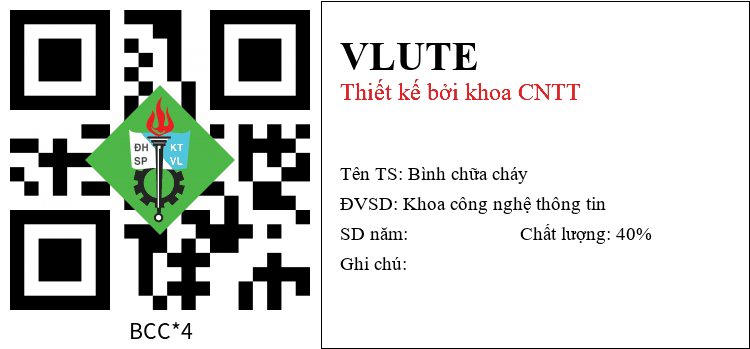 ĐH KT
SP VL
BCC*4
VLUTE
Thiết kế bởi khoa CNTT
Tên TS: Bình chữa cháy
ĐVSD: Khoa công nghệ thông tin
SD năm: Chất lượng: 40%
Ghi chú: